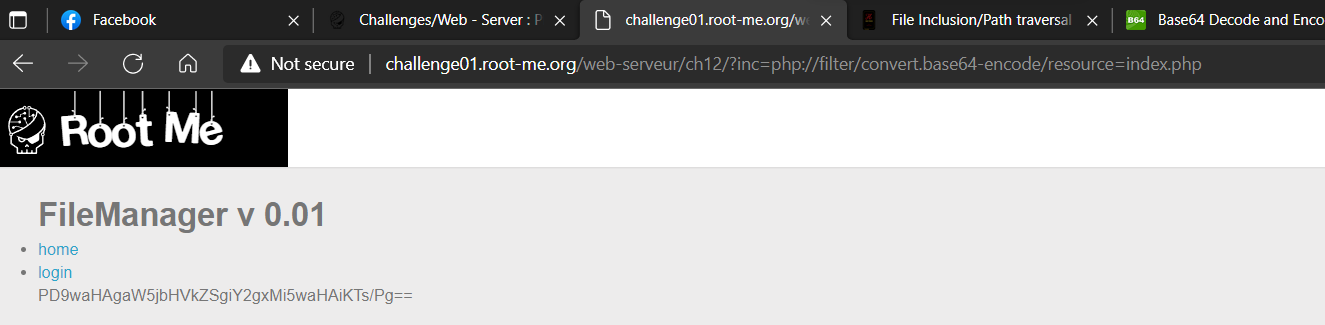 Facebook
Challenges/Web - Server : P
challenge01.root-me.org/we
File Inclusion/Path traversal
B64
Base64 Decode and Enco
Not secure | challenge01.root-me.org/web-serveur/ch12/?inc=php://filter/convert.base64-encode/resource=index.php
Root Me
FileManager v 0.01
home
login
PD9waHAgaW5jbHVkZSgiY2gxMi5waHAiKTs/Pg==